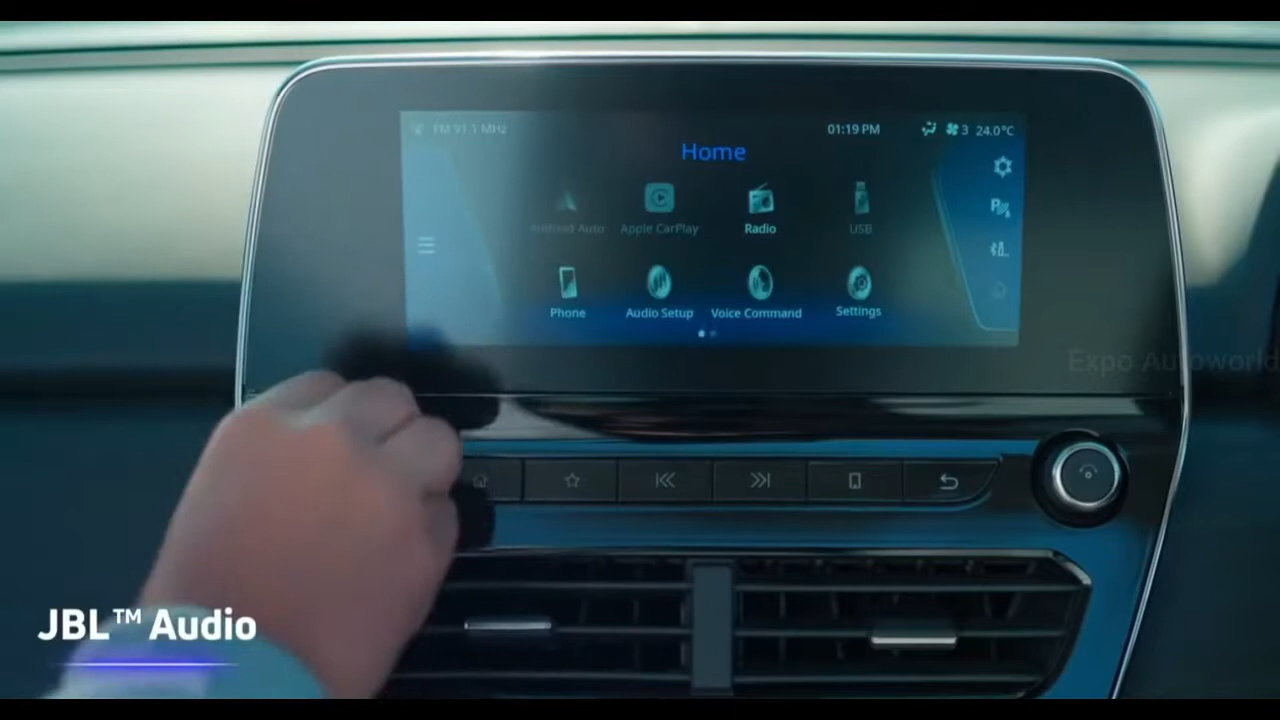 FM 91.1 MHz 01:19 PM 3 24.0°C
Home
Android Auto Apple CarPlay Radio USB
Phone Audio Setup Voice Command Settings
Expo Autoworld
JBL™ Audio